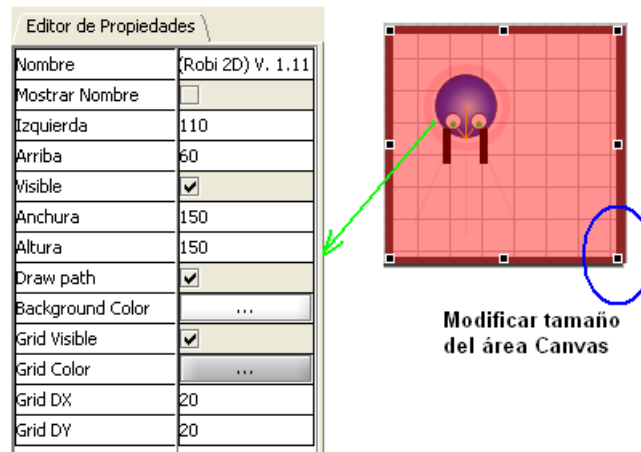 Editor de Propiedades
Nombre (Robi 2D) V. 1.11
Mostrar Nombre
Izquierda 110
Arriba 60
Visible
Anchura 150
Altura 150
Draw path
Background Color ...
Grid Visible
Grid Color ...
Grid DX 20
Grid DY 20
Modificar tamaño
del área Canvas